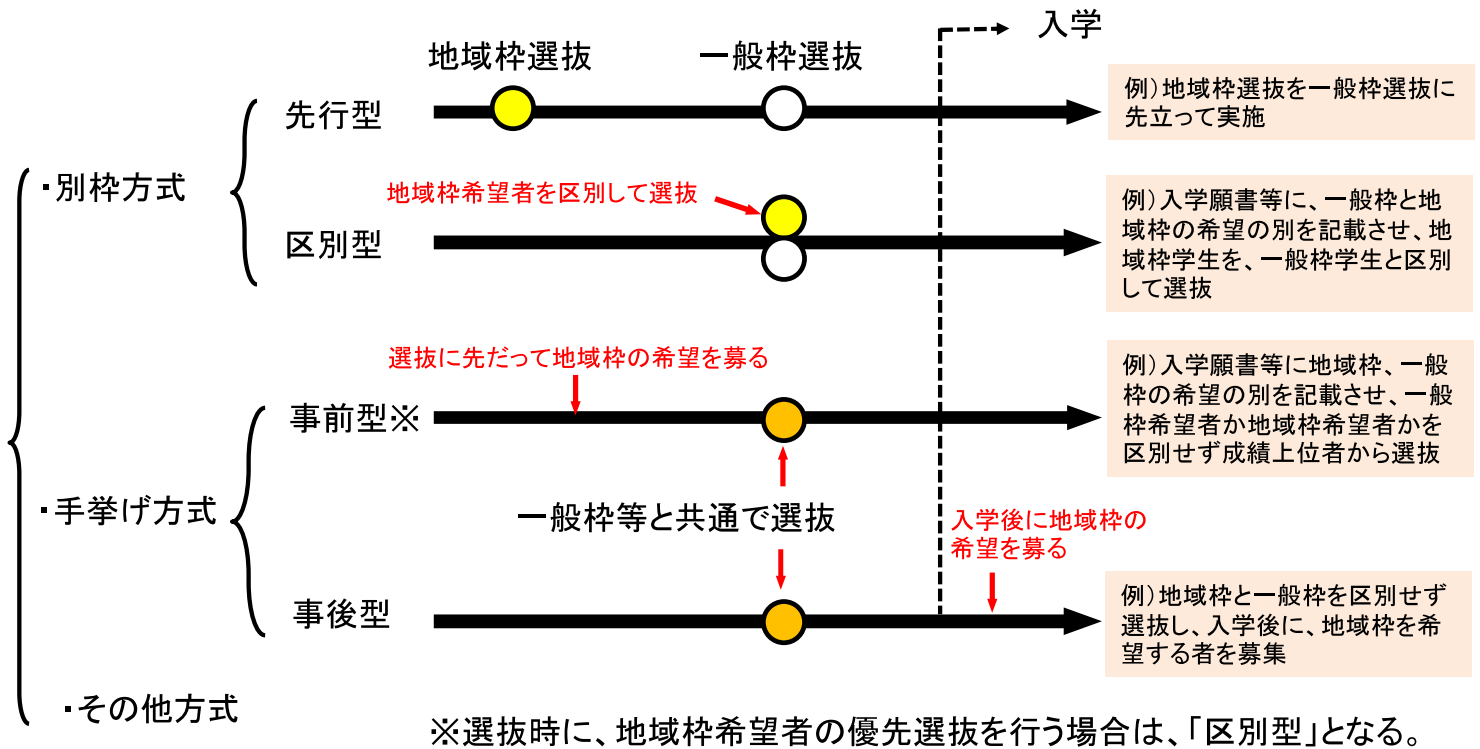 入学
地域枠選抜
一般枠選抜
先行型
例）地域枠選抜を一般枠選抜に
先立って実施
・別枠方式
地域枠希望者を区別して選抜
区別型
例）入学願書等に、一般枠と地
域枠の希望の別を記載させ、地
域枠学生を、一般枠学生と区別
して選抜
選抜に先だって地域枠の希望を募る
事前型※
例）入学願書等に地域枠、一般
枠の希望の別を記載させ、一般
枠希望者か地域枠希望者かを
区別せず成績上位者から選抜
・手挙げ方式
一般枠等と共通で選抜
入学後に地域枠の
希望を募る
事後型
例）地域枠と一般枠を区別せず
選抜し、入学後に、地域枠を希
望する者を募集
・その他方式
※選抜時に、地域枠希望者の優先選抜を行う場合は、「区別型」となる。